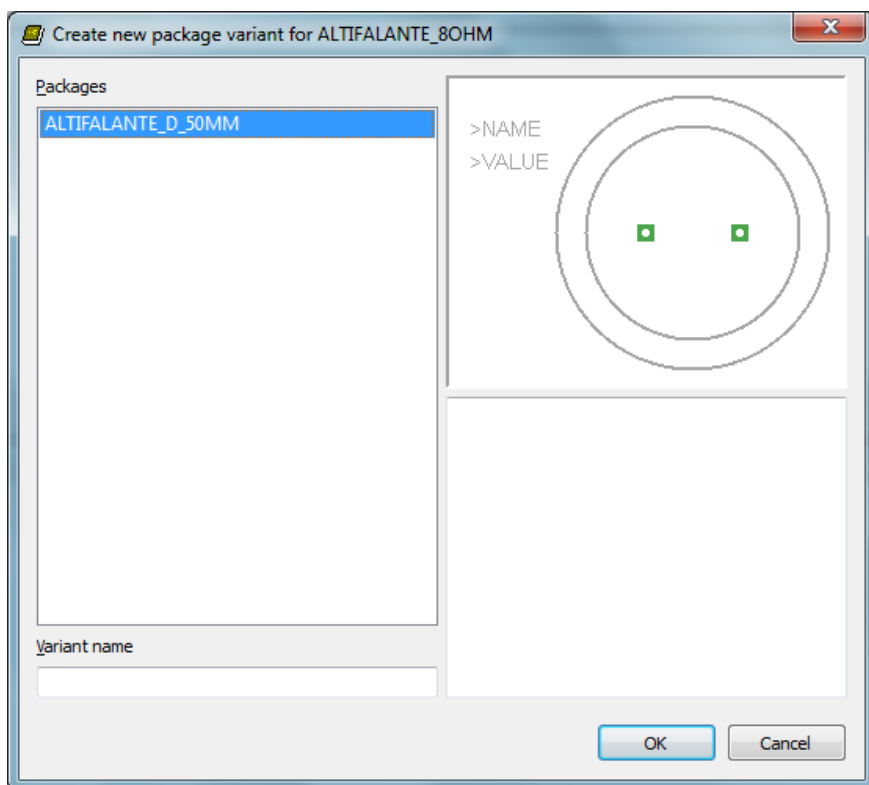 Create new package variant for ALTIFALANTE_8OHM
Packages
ALTIFALANTE_D_50MM
>NAME
>VALUE
Variant name
OK
Cancel